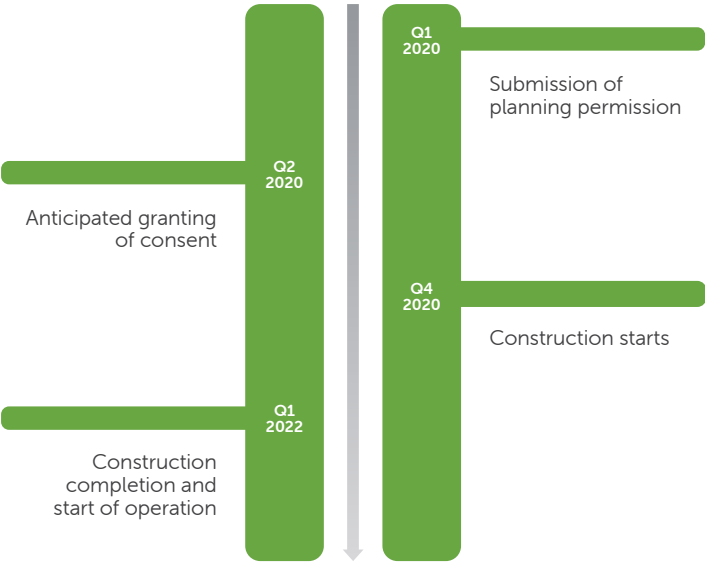 Q1
2020
Submission of
planning permission
Q2
2020
Anticipated granting
of consent
Q4
2020
Construction starts
Q1
2022
Construction
completion and
start of operation